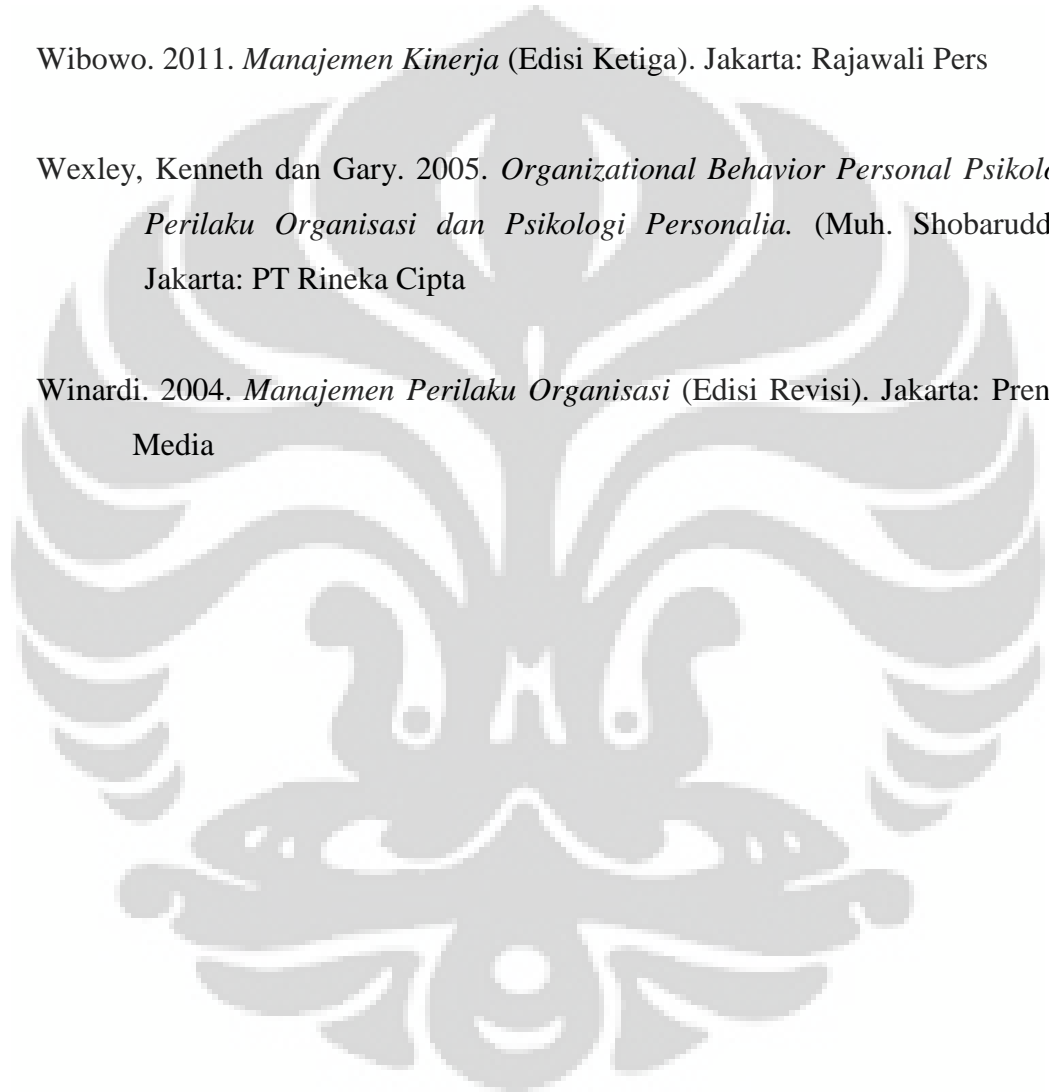 Wibowo. 2011. Manajemen Kinerja (Edisi Ketiga). Jakarta: Rajawali Pers
Wexley, Kenneth dan Gary. 2005. Organizational Behavior Personal Psikolo
Perilaku Organisasi dan Psikologi Personalia. (Muh. Shobarudd
Jakarta: PT Rineka Cipta
Winardi. 2004. Manajemen Perilaku Organisasi (Edisi Revisi). Jakarta: Pren
Media